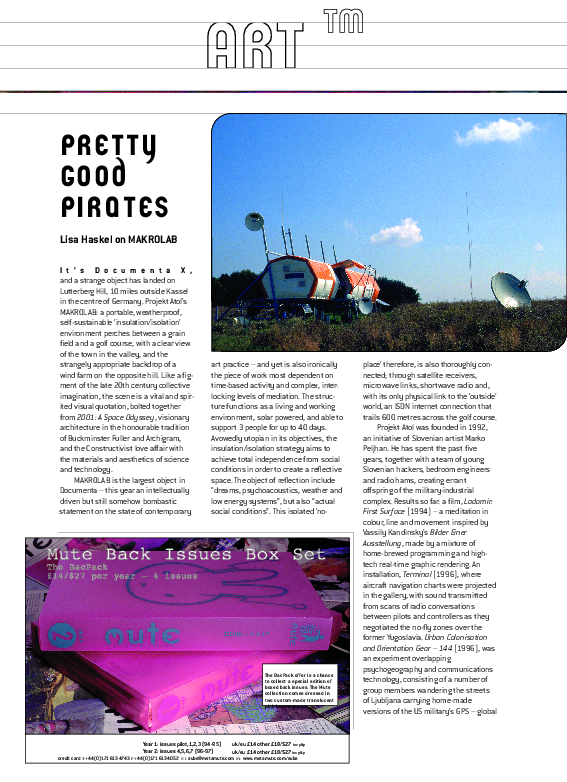 ART TM
PRETTY
GOOD
PIRATES
Lisa Haskel on MAKROLAB
It's Documenta X,
and a strange object has landed on
Lutterberg Hill, 10 miles outside Kassel
in the centre of Germany. Projekt Atol's
MAKROLAB: a portable, weatherproof,
self-sustainable 'insulation/isolation'
environment perches between a grain
field and a golf course, with a clear view
of the town in the valley, and the
strangely appropriate backdrop of a
wind farm on the opposite hill. Like a fig-
ment of the late 20th century collective
imagination, the scene is a vital and spir-
ited visual quotation, bolted together
from 2001: A Space Odyssey, visionary
architecture in the honourable tradition
of Buckminster Fuller and Archigram,
and the Constructivist love affair with
the materials and aesthetics of science
and technology.
MAKROLAB is the largest object in
Documenta – this year an intellectually
driven but still somehow bombastic
statement on the state of contemporary
art practice – and yet is also ironically
the piece of work most dependent on
time-based activity and complex, inter-
locking levels of mediation. The struc-
ture functions as a living and working
environment, solar powered, and able to
support 3 people for up to 40 days.
Avowedly utopian in its objectives, the
insulation/isolation strategy aims to
achieve total independence from social
conditions in order to create a reflective
space. The object of reflection include
"dreams, psychoacoustics, weather and
low energy systems", but also "actual
social conditions". This isolated 'no-
place' therefore, is also thoroughly con-
nected; through satellite receivers,
microwave links, shortwave radio and,
with its only physical link to the 'outside'
world, an ISDN internet connection that
trails 600 metres across the golf course.
Projekt Atol was founded in 1992,
an initiative of Slovenian artist Marko
Peljhan. He has spent the past five
years, together with a team of young
Slovenian hackers, bedroom engineers
and radio hams, creating errant
offspring of the military-industrial
complex. Results so far: a film, Ladomir
First Surface (1994) – a meditation in
colour, line and movement inspired by
Vassily Kandinsky's Bilder Einer
Ausstellung, made by a mixture of
home-brewed programming and high-
tech real-time graphic rendering. An
installation, Terminal (1996), where
aircraft navigation charts were projected
in the gallery, with sound transmitted
from scans of radio conversations
between pilots and controllers as they
negotiated the no-fly zones over the
former Yugoslavia. Urban Colonisation
and Orientation Gear – 144 (1996), was
an experiment overlapping
psychogeography and communications
technology, consisting of a number of
group members wandering the streets
of Ljubljana carrying home-made
versions of the US military's GPS – global
Mute Back Issues Box Set
The BacPack
£14/$27 per year – 4 issues
mute
mute
The BacPack offer is a chance
to collect a special edition of
boxed back issues. The Mute
collection comes dressed in
two custom-made translucent
Year 1: issues pilot, 1, 2, 3 (94-95) uk/eu £14 other £18/$27 inc p&p
Year 2: issues 4, 5, 6, 7 (96-97) uk/eu £14 other £18/$27 inc p&p